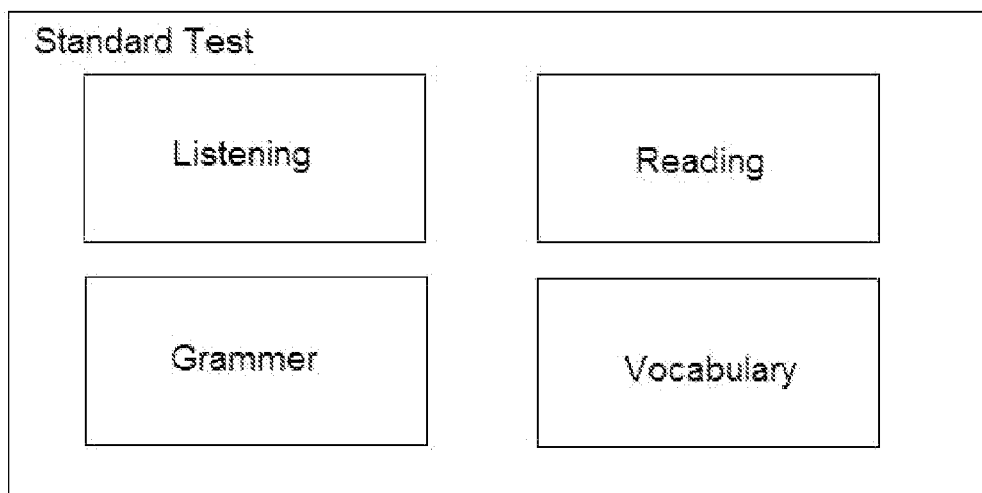 Standard Test
Listening
Reading
Grammer
Vocabulary